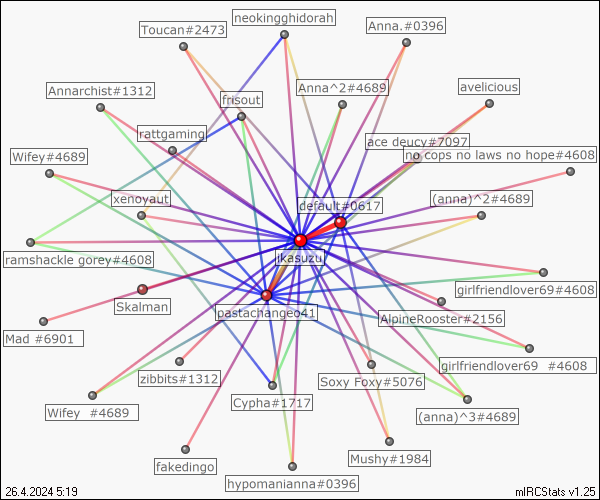 neokingghidorah
Toucan#2473
Anna.#0396
Annarchist#1312
frisout
Anna^2#4689
avelicious
rattgaming
ace deucy#7097
Wifey#4689
no cops no laws no hope#4608
xenoyaut
default#0617
(anna)^2#4689
ramshackle gorey#4608
jkasuzu
girlfriendlover69#4608
Skalman
pastachangeo41
AlpineRooster#2156
Mad #6901
girlfriendlover69 #4608
zibbits#1312
Soxy Foxy#5076
Wifey #4689
Cypha#1717
(anna)^3#4689
fakedingo
Mushy#1984
hypomanianna#0396
26.4.2024 5:19
mIRCStats v1.25